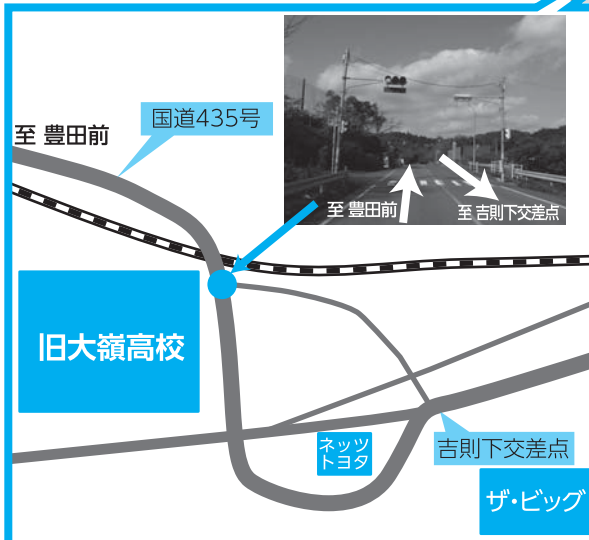 国道435号
至 豊田前
至 豊田前
至 吉則下交差点
旧大嶺高校
ネッツ
トヨタ
吉則下交差点
ザ・ビッグ